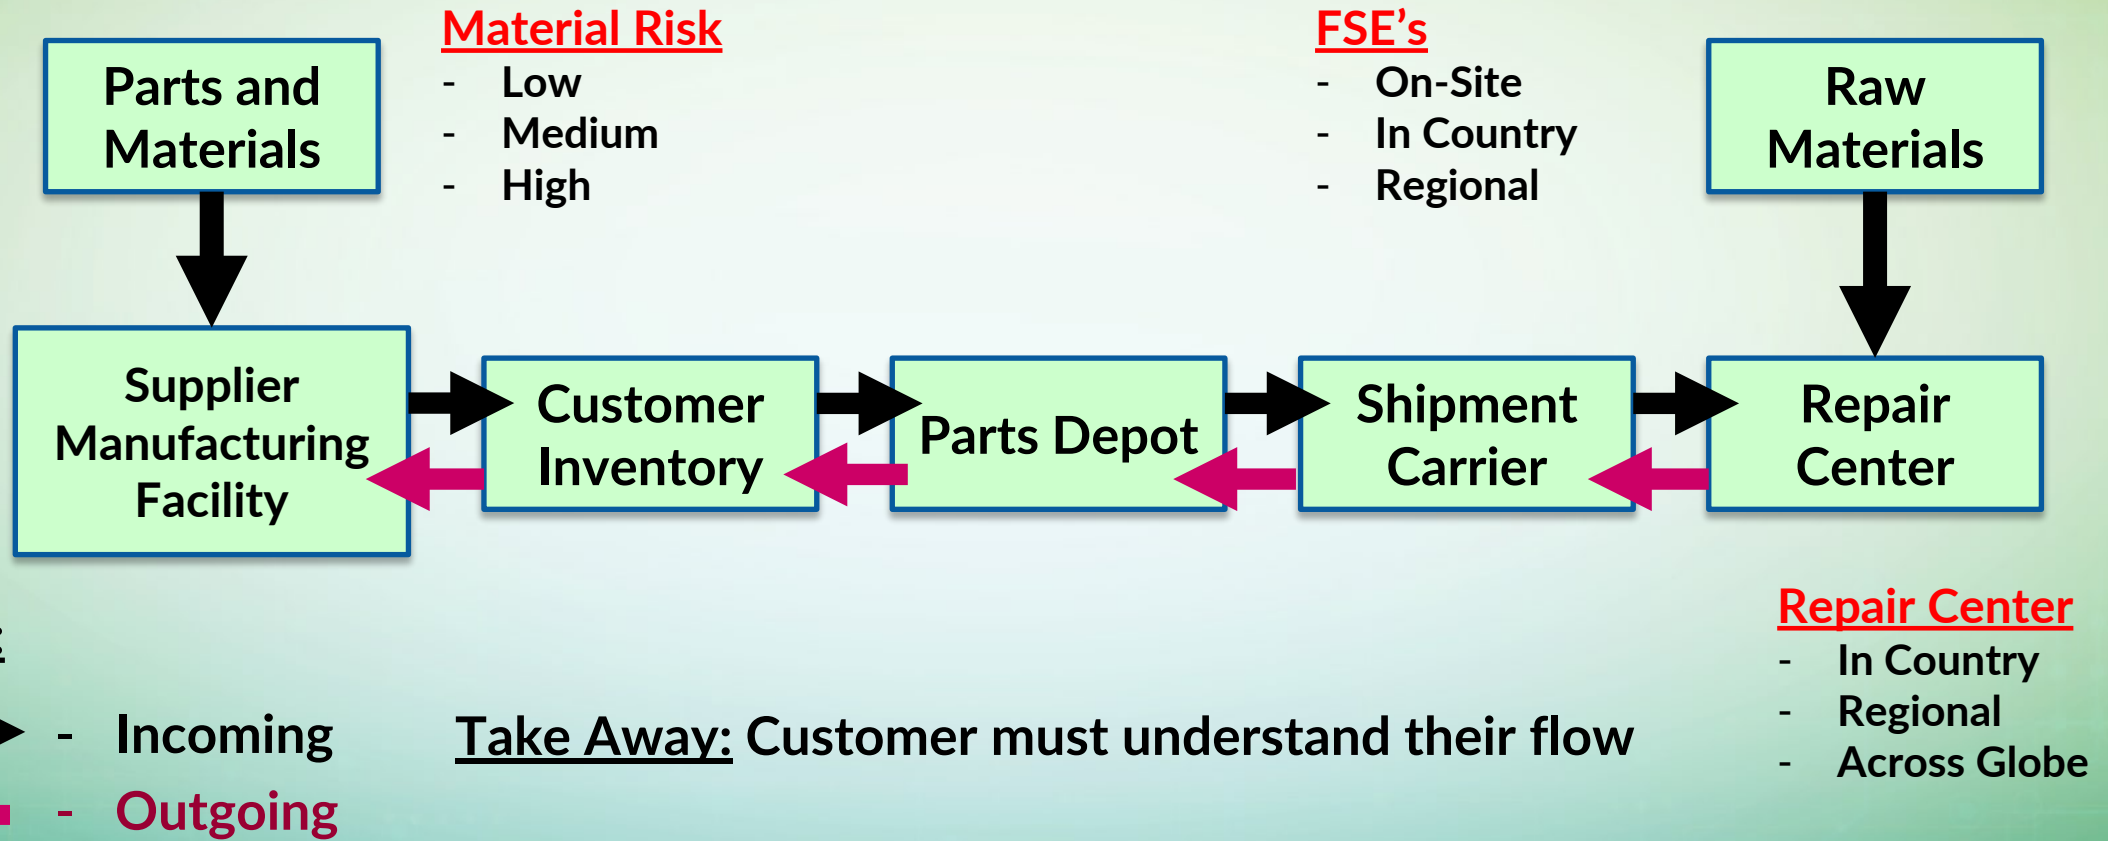 Material Risk
- Low
- Medium
- High
FSE's
- On-Site
- In Country
- Regional
Parts and
Materials
Raw
Materials
Supplier
Manufacturing
Facility
Customer
Inventory
Parts Depot
Shipment
Carrier
Repair
Center
Repair Center
- In Country
- Regional
- Across Globe
:
- Incoming
- Outgoing
Take Away: Customer must understand their flow